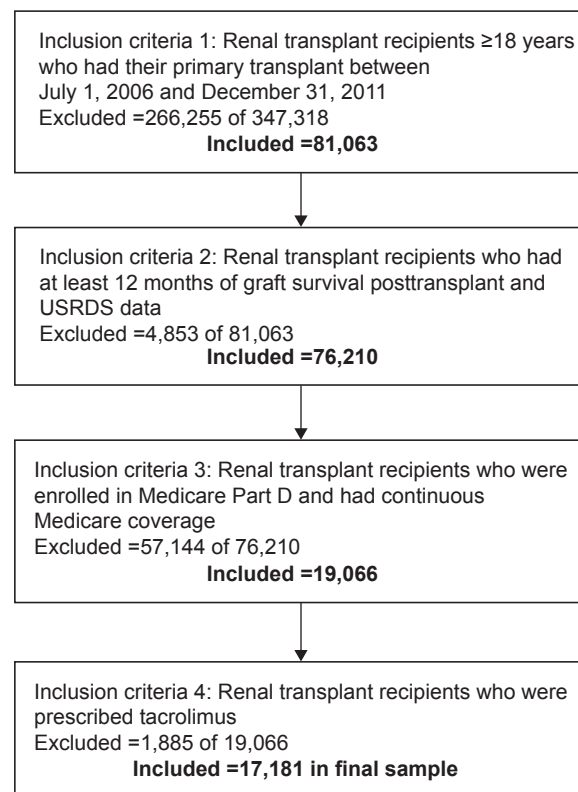 Inclusion criteria 1: Renal transplant recipients ≥18 years
who had their primary transplant between
July 1, 2006 and December 31, 2011
Excluded =266,255 of 347,318
Included =81,063
Inclusion criteria 2: Renal transplant recipients who had
at least 12 months of graft survival posttransplant and
USRDS data
Excluded =4,853 of 81,063
Included =76,210
Inclusion criteria 3: Renal transplant recipients who were
enrolled in Medicare Part D and had continuous
Medicare coverage
Excluded =57,144 of 76,210
Included =19,066
Inclusion criteria 4: Renal transplant recipients who were
prescribed tacrolimus
Excluded =1,885 of 19,066
Included =17,181 in final sample